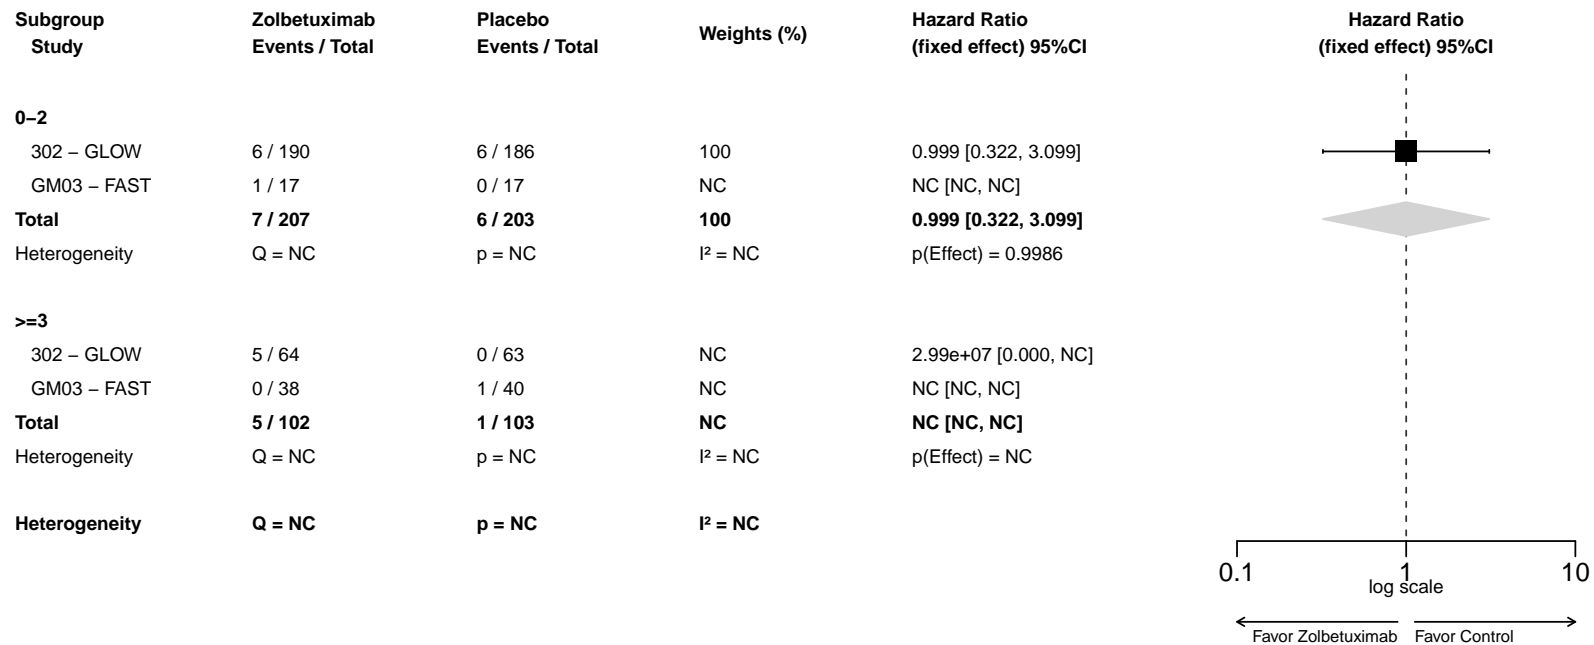 Subgroup Zolbetuximab Placebo Weights (%) Hazard Ratio Hazard Ratio
Study Events / Total Events / Total (fixed effect) 95%CI (fixed effect) 95%CI
0−2
302 − GLOW 6 / 190 6 / 186 100 0.999 [0.322, 3.099]
GM03 − FAST 1 / 17 0 / 17 NC NC [NC, NC]
Total 7 / 207 6 / 203 100 0.999 [0.322, 3.099]
Heterogeneity Q = NC p = NC I² = NC p(Effect) = 0.9986
>=3
302 − GLOW 5 / 64 0 / 63 NC 2.99e+07 [0.000, NC]
GM03 − FAST 0 / 38 1 / 40 NC NC [NC, NC]
Total 5 / 102 1 / 103 NC NC [NC, NC]
Heterogeneity Q = NC p = NC I² = NC p(Effect) = NC
Heterogeneity Q = NC p = NC I² = NC
0.1 1 10
log scale
Favor Zolbetuximab Favor Control